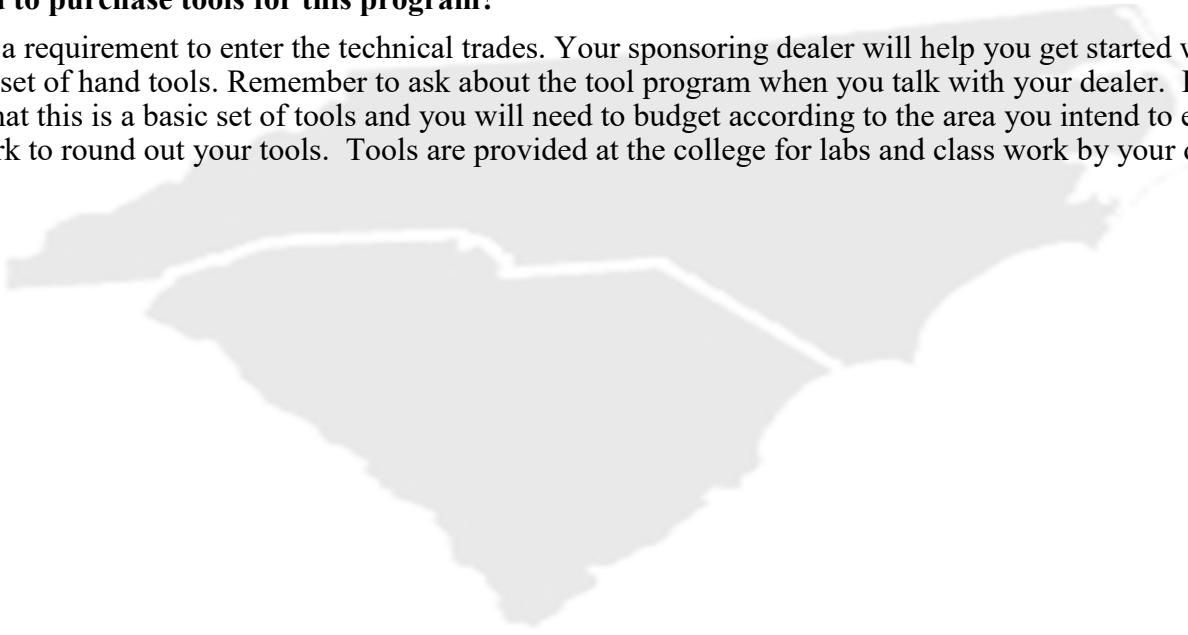 to purchase tools for this program?
a requirement to enter the technical trades. Your sponsoring dealer will help you get started
set of hand tools. Remember to ask about the tool program when you talk with your dealer.
this is a basic set of tools and you will need to budget according to the area you intend to
to round out your tools. Tools are provided at the college for labs and class work by your